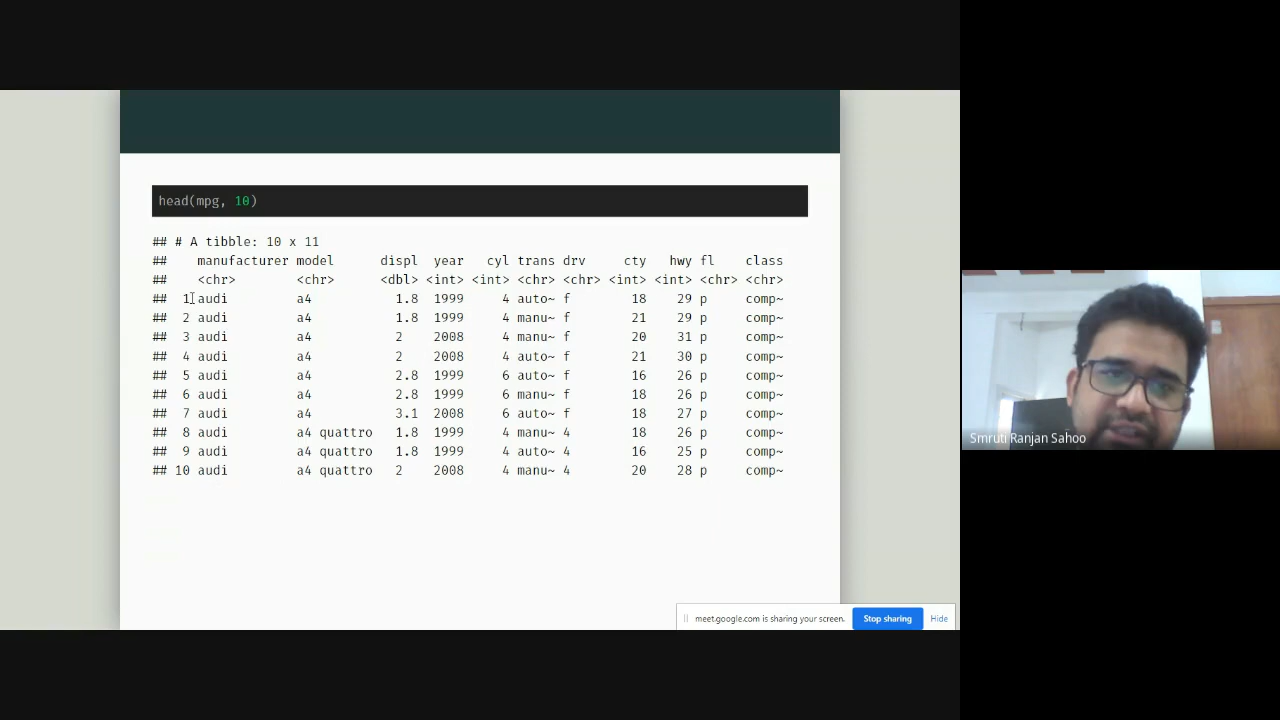 head(mpg, 10)
## # A tibble: 10 x 11
##    manufacturer model      displ  year   cyl trans drv     cty   hwy fl    class
##    <chr>        <chr>      <dbl> <int> <int> <chr> <chr> <int> <int> <chr> <chr>
##  1 audi         a4           1.8  1999     4 auto~ f        18    29 p     comp~
##  2 audi         a4           1.8  1999     4 manu~ f        21    29 p     comp~
##  3 audi         a4           2    2008     4 manu~ f        20    31 p     comp~
##  4 audi         a4           2    2008     4 auto~ f        21    30 p     comp~
##  5 audi         a4           2.8  1999     6 auto~ f        16    26 p     comp~
##  6 audi         a4           2.8  1999     6 manu~ f        18    26 p     comp~
##  7 audi         a4           3.1  2008     6 auto~ f        18    27 p     comp~
##  8 audi         a4 quattro   1.8  1999     4 manu~ 4        18    26 p     comp~
##  9 audi         a4 quattro   1.8  1999     4 auto~ 4        16    25 p     comp~
## 10 audi         a4 quattro   2    2008     4 manu~ 4        20    28 p     comp~
Smruti Ranjan Sahoo
meet.google.com is sharing your screen. Stop sharing Hide